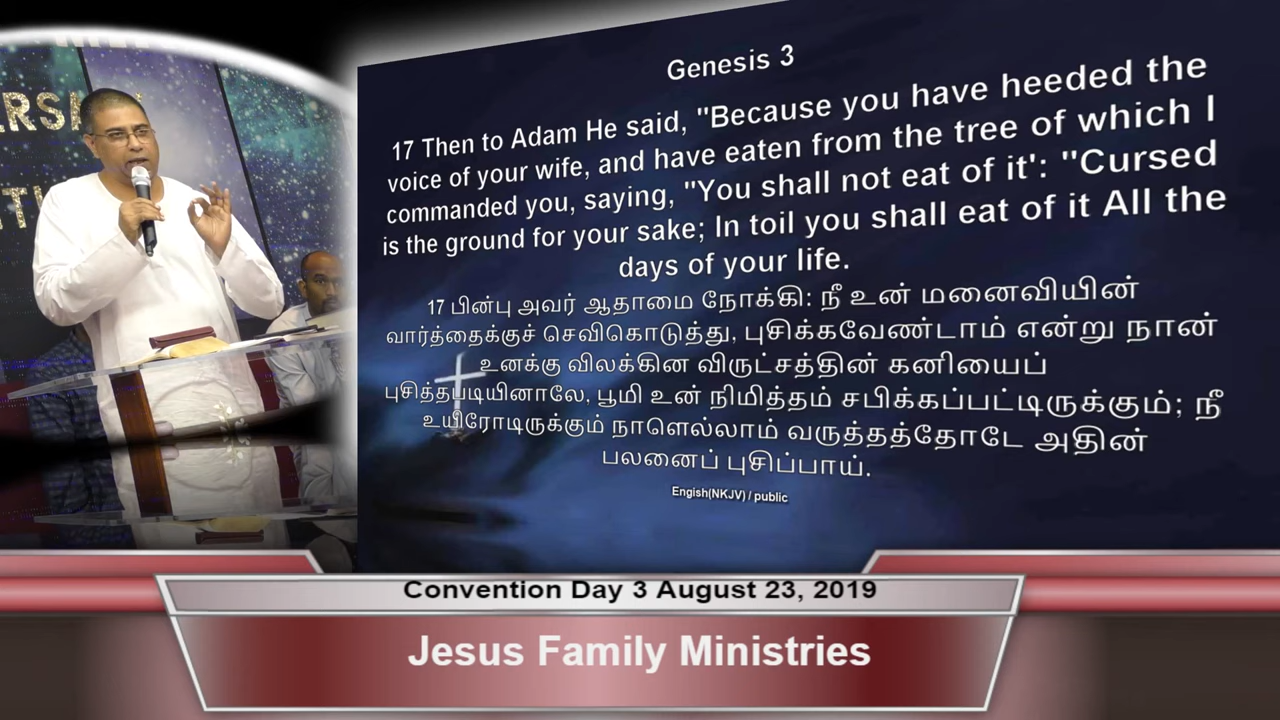 RSA
TI
Genesis 3
17 Then to Adam He said, "Because you have heeded the
voice of your wife, and have eaten from the tree of which I
commanded you, saying, "You shall not eat of it': "Cursed
is the ground for your sake; In toil you shall eat of it All the
days of your life.
17 பின்பு அவர் ஆதாமை நோக்கி: நீ உன் மனைவியின்
வார்த்தைக்குச் செவிகொடுத்து, புசிக்கவேண்டாம் என்று நான்
உனக்கு விலக்கின விருட்சத்தின் கனியைப்
புசித்தபடியினாலே, பூமி உன் நிமித்தம் சபிக்கப்பட்டிருக்கும்; நீ
உயிரோடிருக்கும் நாளெல்லாம் வருத்தத்தோடே அதின்
பலனைப் புசிப்பாய்.
Engish(NKJV) / public
Convention Day 3 August 23, 2019
Jesus Family Ministries